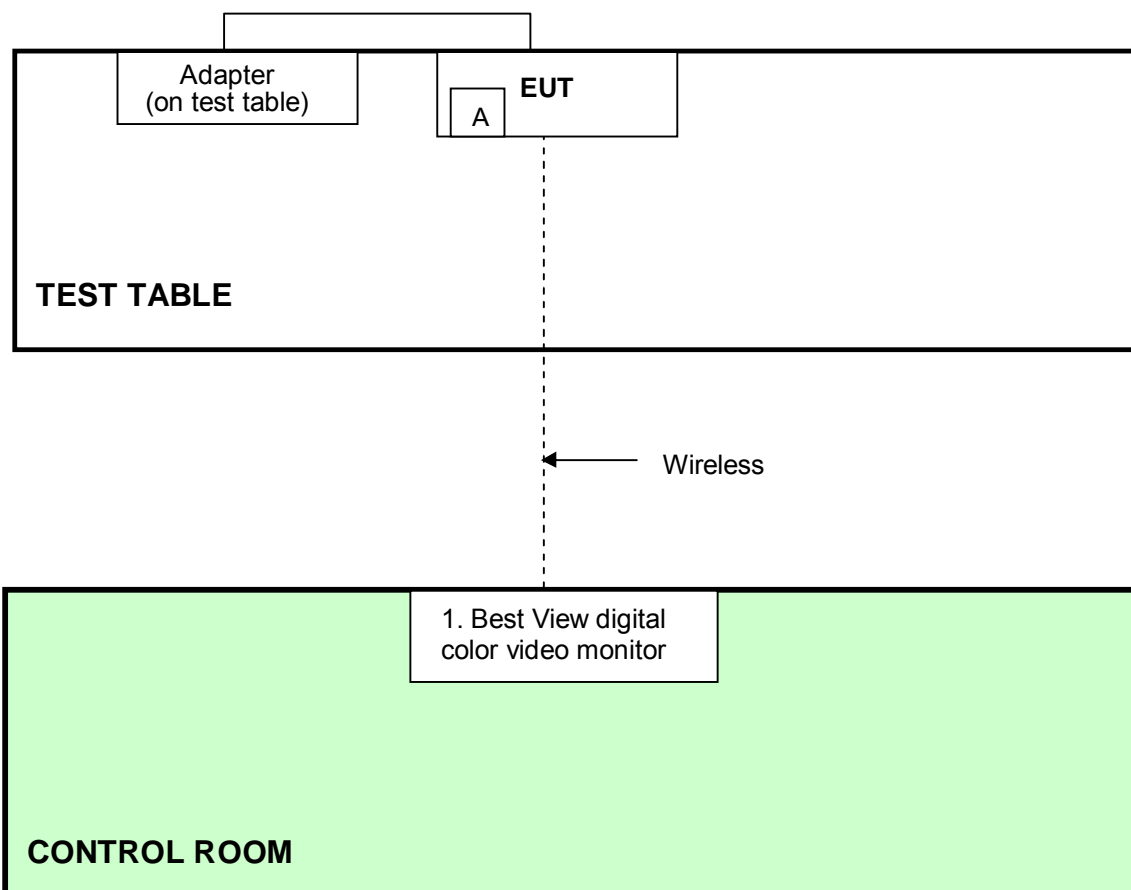 Adapter
(on test table)
EUT
A
TEST TABLE
Wireless
1. Best View digital
color video monitor
CONTROL ROOM